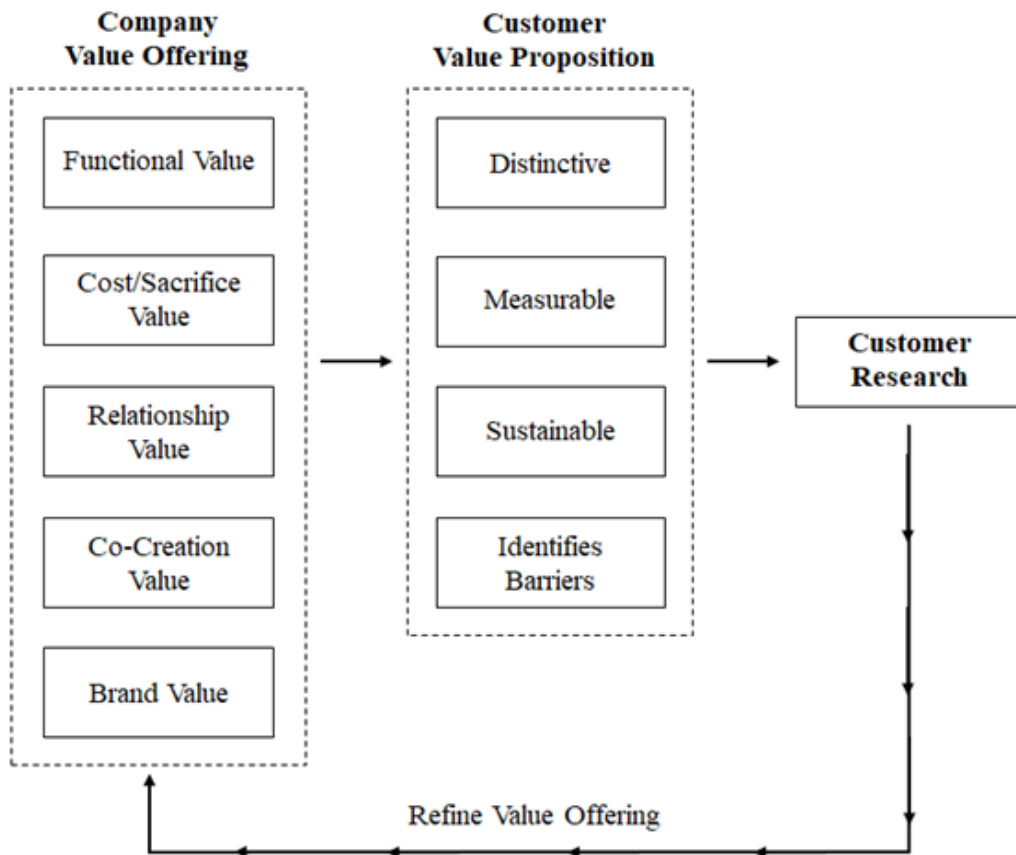 Company
Value Offering
Functional Value
Cost/Sacrifice
Value
Relationship
Value
Co-Creation
Value
Brand Value
Customer
Value Proposition
Distinctive
Measurable
Sustainable
Identifies
Barriers
Customer
Research
Refine Value Offering